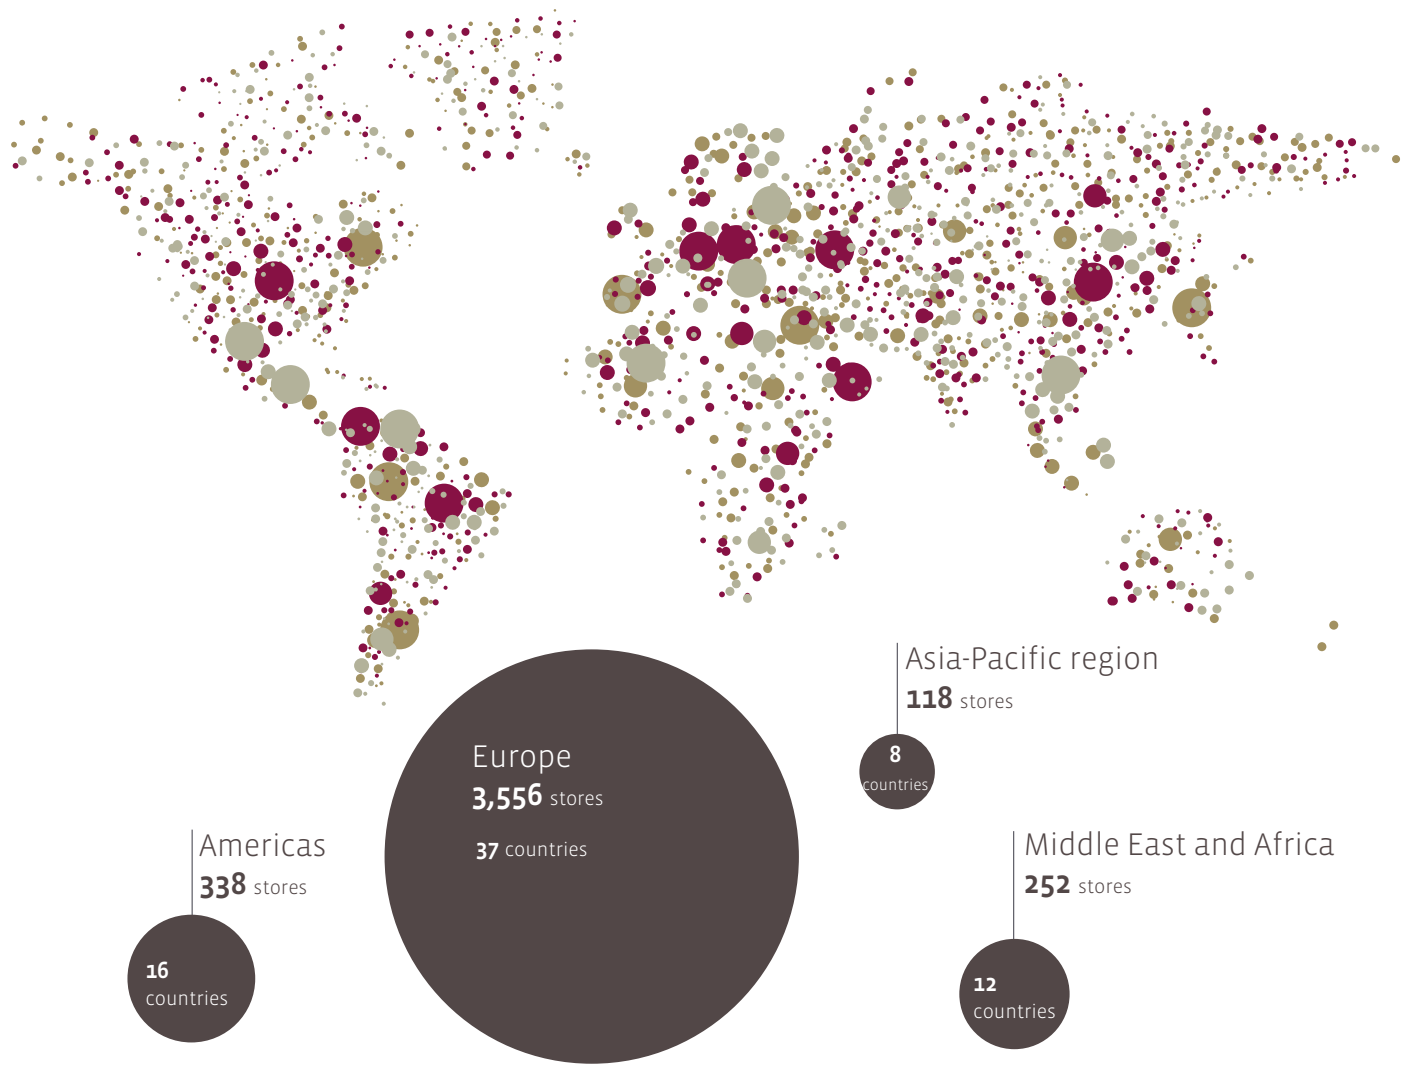 Asia-Pacific region
118 stores
8
countries
Europe
3,556 stores
37 countries
Americas
338 stores
16
countries
Middle East and Africa
252 stores
12
countries